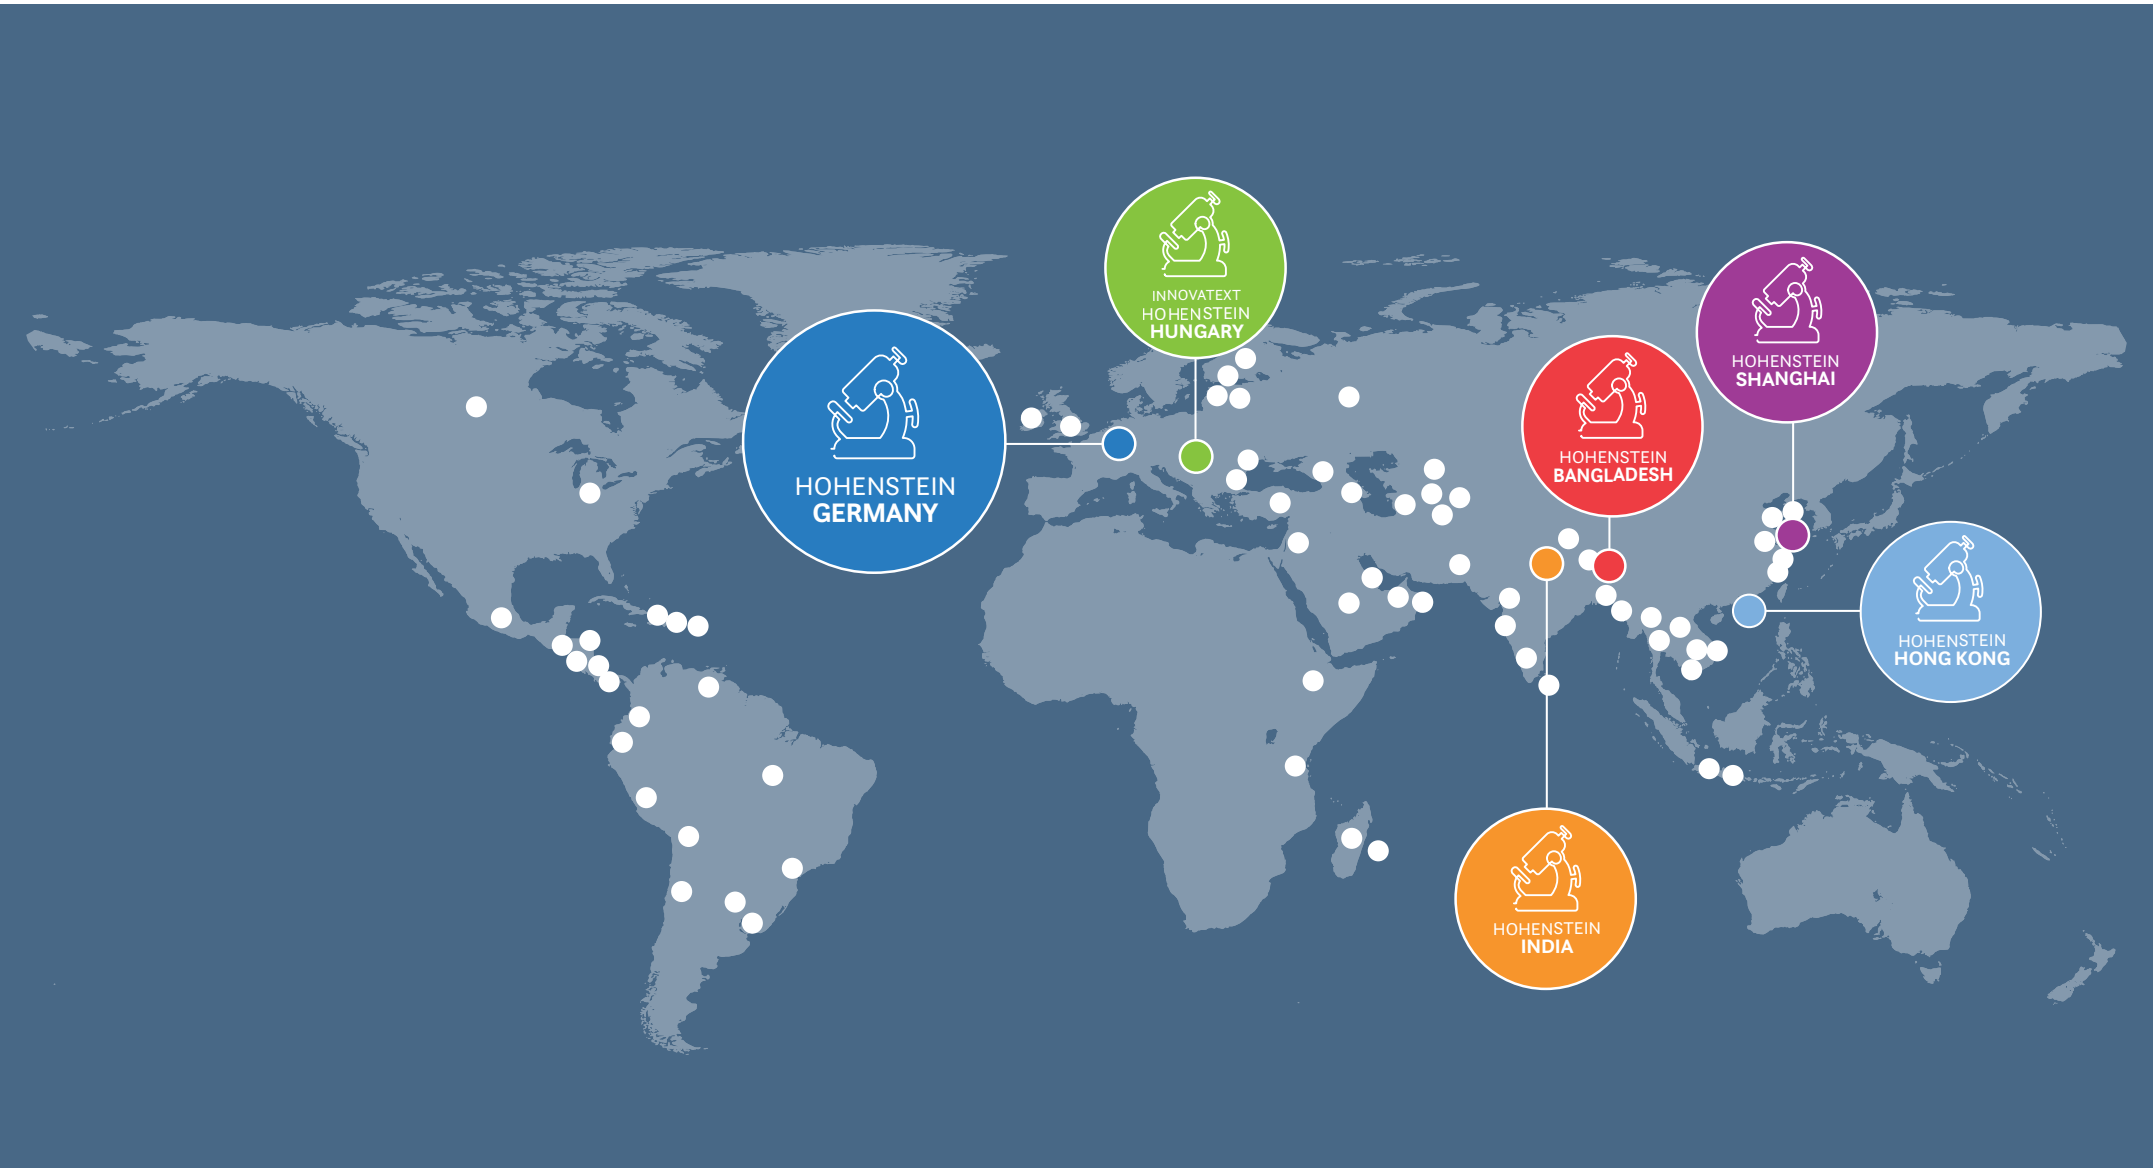 INNOVATEXT
HOHENSTEIN
HUNGARY
HOHENSTEIN
SHANGHAI
HOHENSTEIN
BANGLADESH
HOHENSTEIN
GERMANY
HOHENSTEIN
HONG KONG
HOHENSTEIN
INDIA